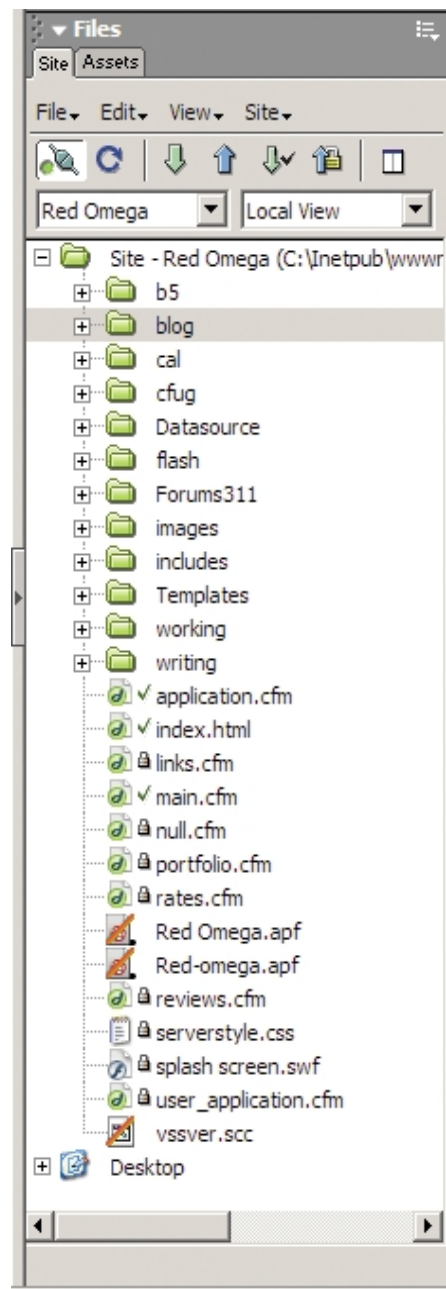 Files
Site Assets
File Edit View Site
Red Omega Local View
Site - Red Omega (C:\Inetpub\wwwr
b5
blog
cal
cfug
Datasource
flash
Forums311
images
includes
Templates
working
writing
application.cfm
index.html
links.cfm
main.cfm
null.cfm
portfolio.cfm
rates.cfm
Red Omega.apf
Red-omega.apf
reviews.cfm
serverstyle.css
splash screen.swf
user_application.cfm
vssver.scc
Desktop